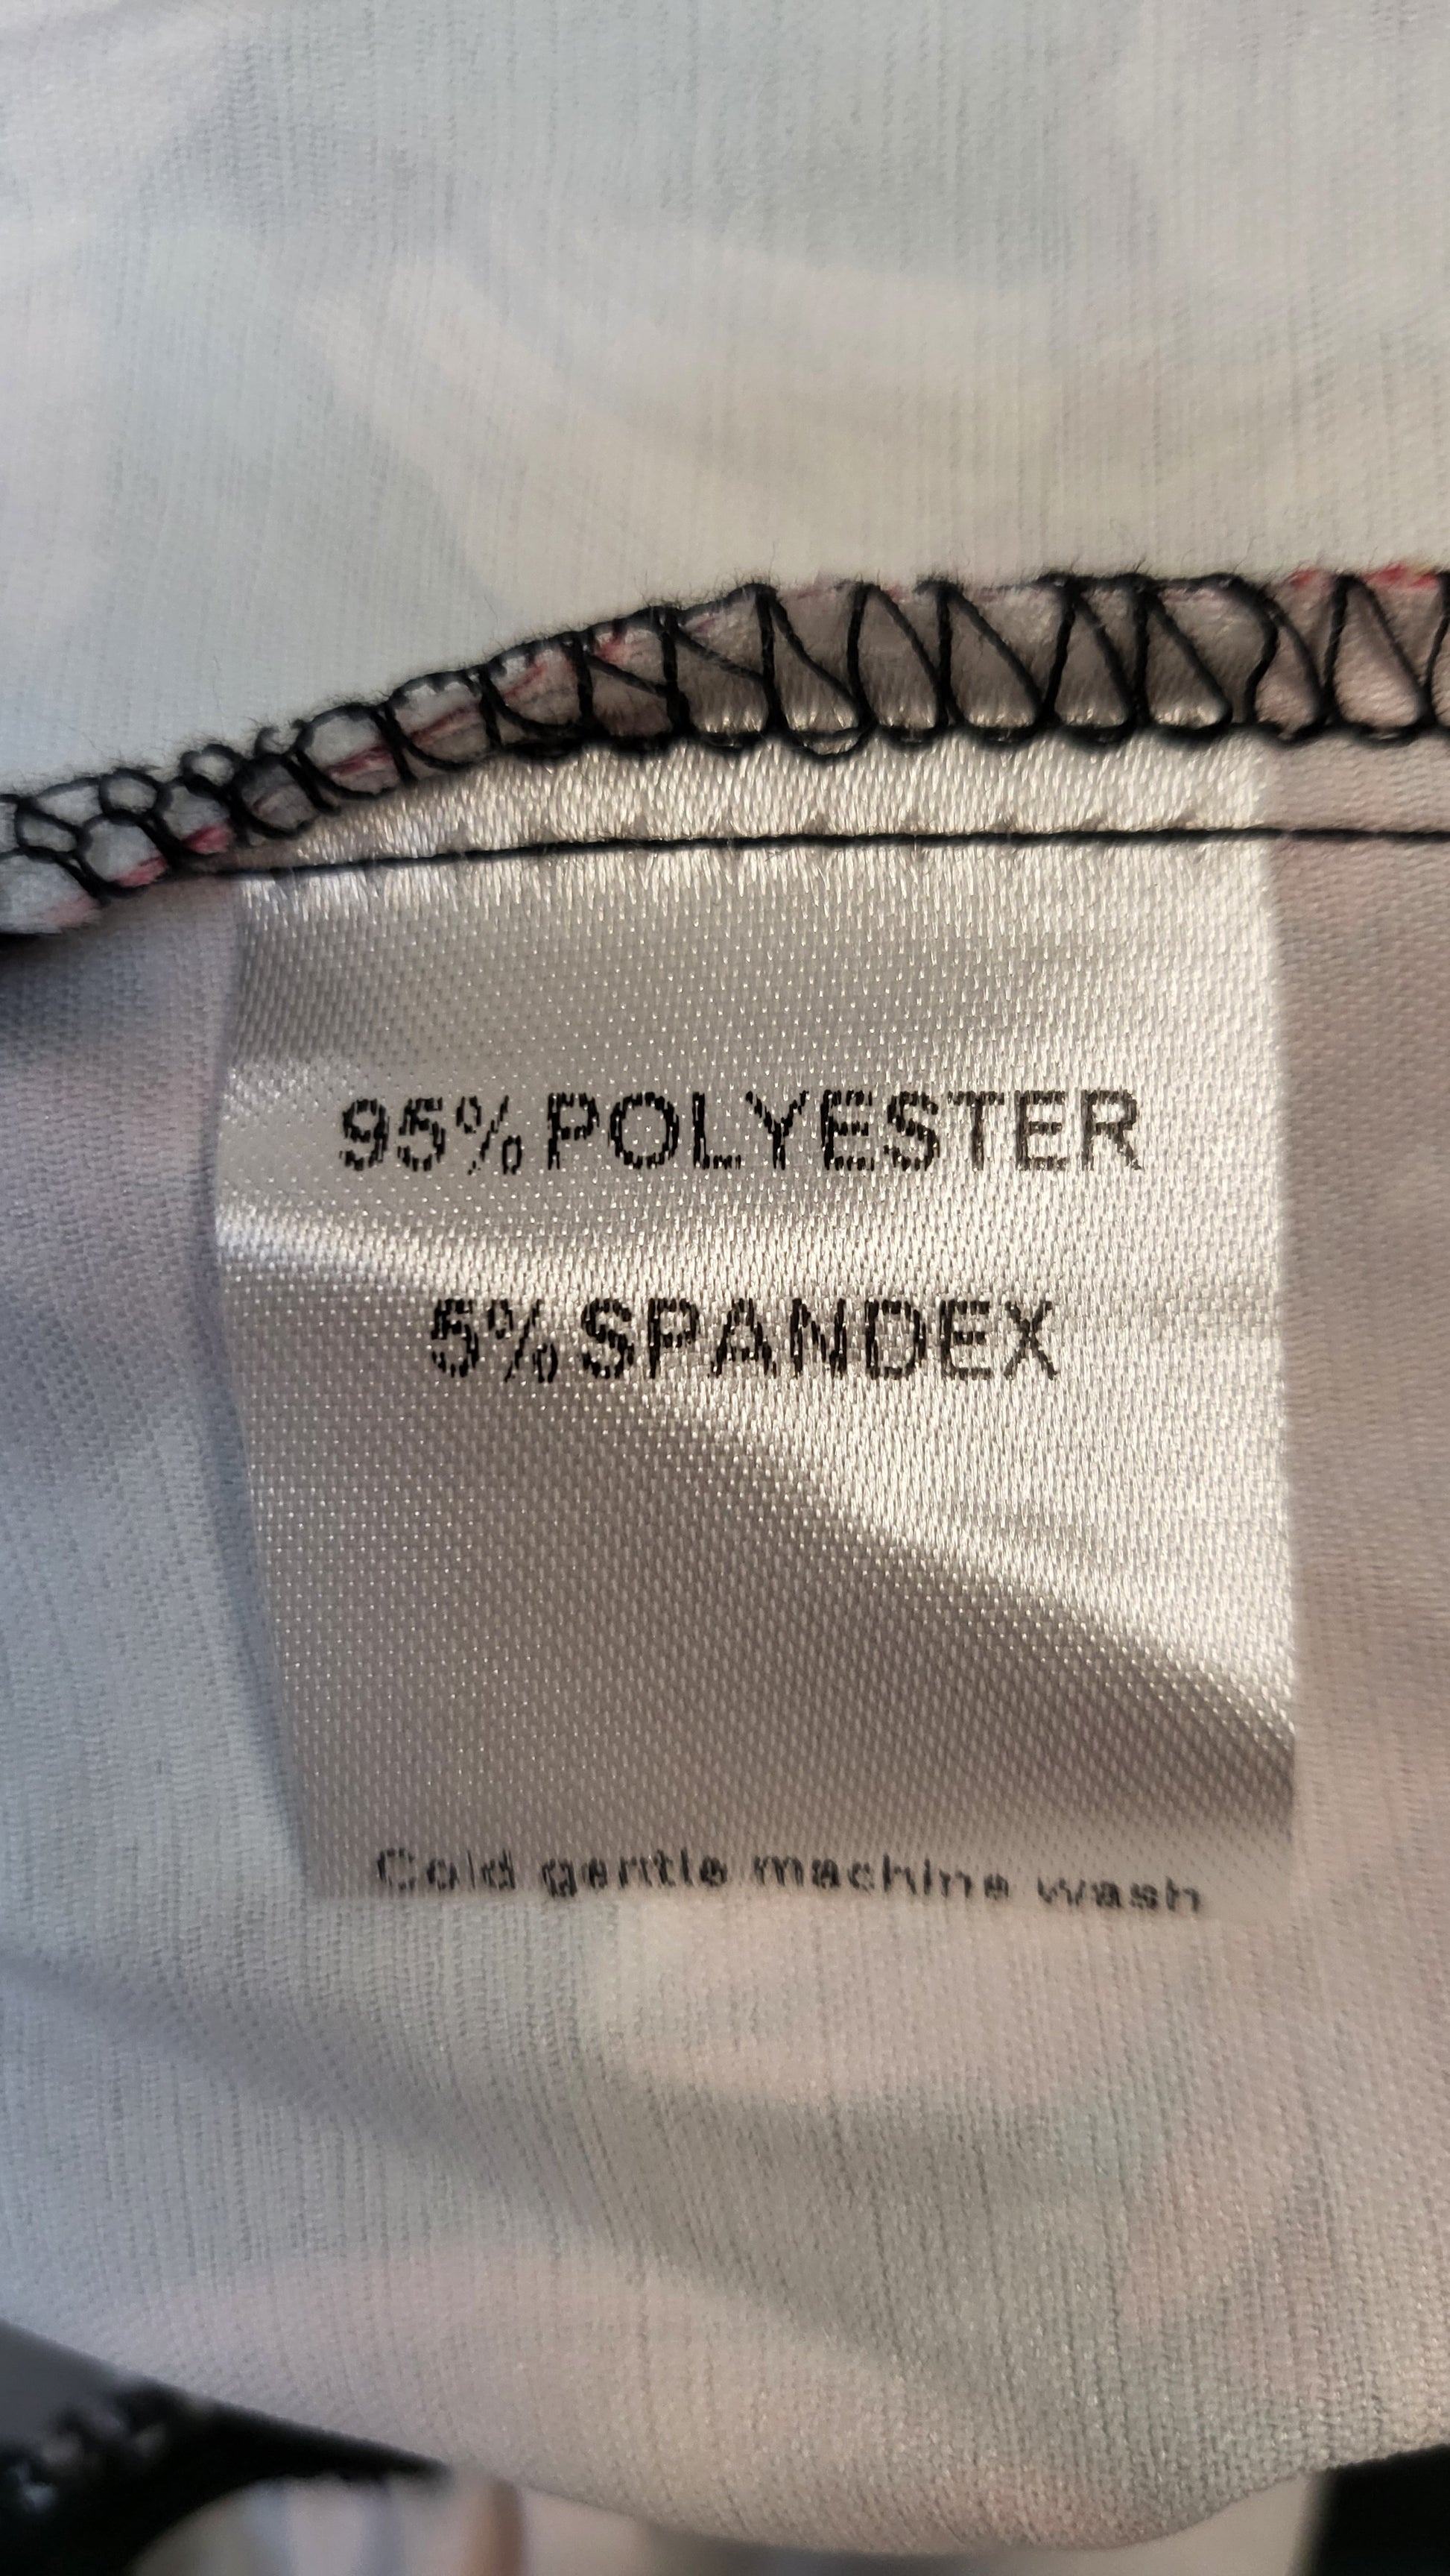 95% POLYESTER
5% SPANDEX
Cold gentle machine wash